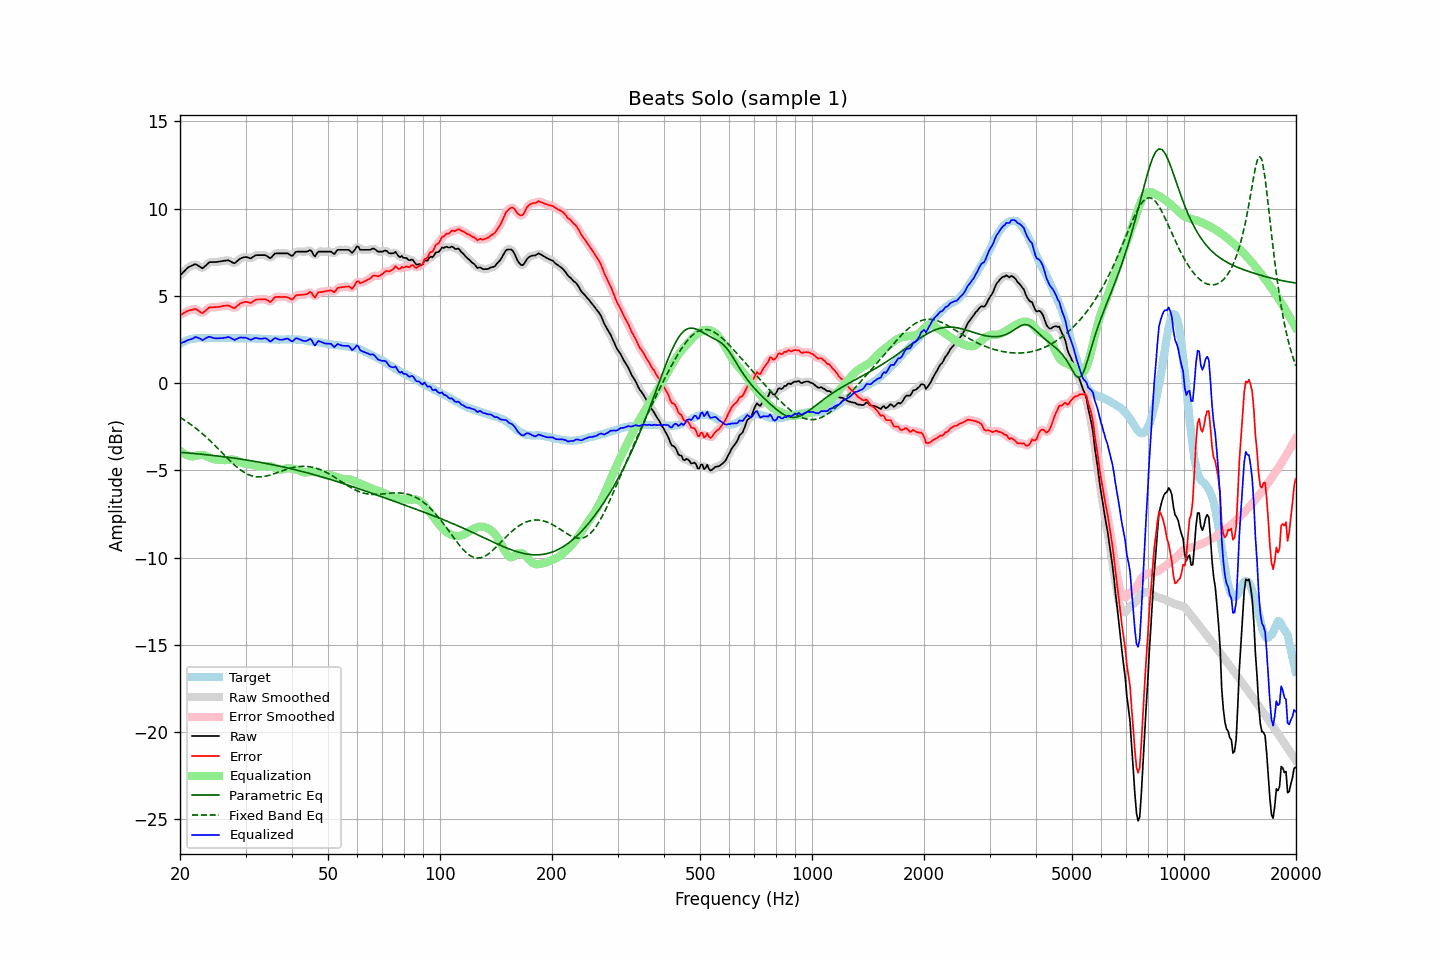 Beats Solo (sample 1)
15
10
5
0
−5
−10
−15
−20
−25
Amplitude (dBr)
Target
Raw Smoothed
Error Smoothed
Raw
Error
Equalization
Parametric Eq
Fixed Band Eq
Equalized
20 50 100 200 500 1000 2000 5000 10000 20000
Frequency (Hz)